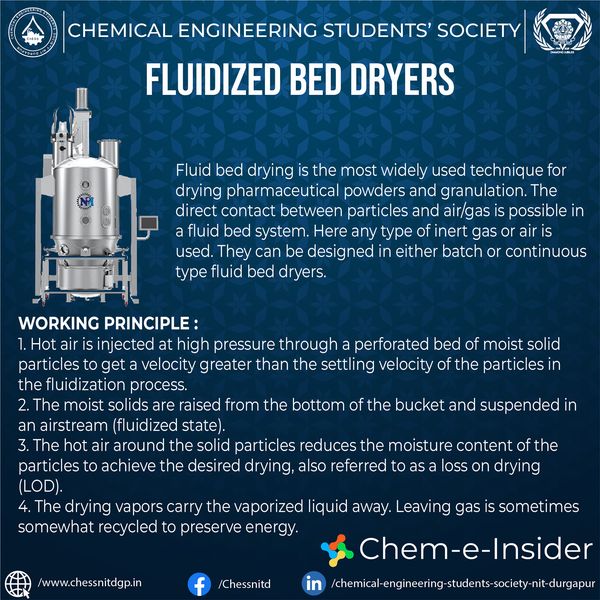 CHEMICAL ENGINEERING STUDENTS' SOCIETY
FLUIDIZED BED DRYERS
Fluid bed drying is the most widely used technique for
drying pharmaceutical powders and granulation. The
direct contact between particles and air/gas is possible in
a fluid bed system. Here any type of inert gas or air is
used. They can be designed in either batch or continuous
type fluid bed dryers.
WORKING PRINCIPLE :
1. Hot air is injected at high pressure through a perforated bed of moist solid
particles to get a velocity greater than the settling velocity of the particles in
the fluidization process.
2. The moist solids are raised from the bottom of the bucket and suspended in
an airstream (fluidized state).
3. The hot air around the solid particles reduces the moisture content of the
particles to achieve the desired drying, also referred to as a loss on drying
(LOD).
4. The drying vapors carry the vaporized liquid away. Leaving gas is sometimes
somewhat recycled to preserve energy.
Chem-e-Insider
/www.chessnitdgp.in
/Chessnitd
/chemical-engineering-students-society-nit-durgapur